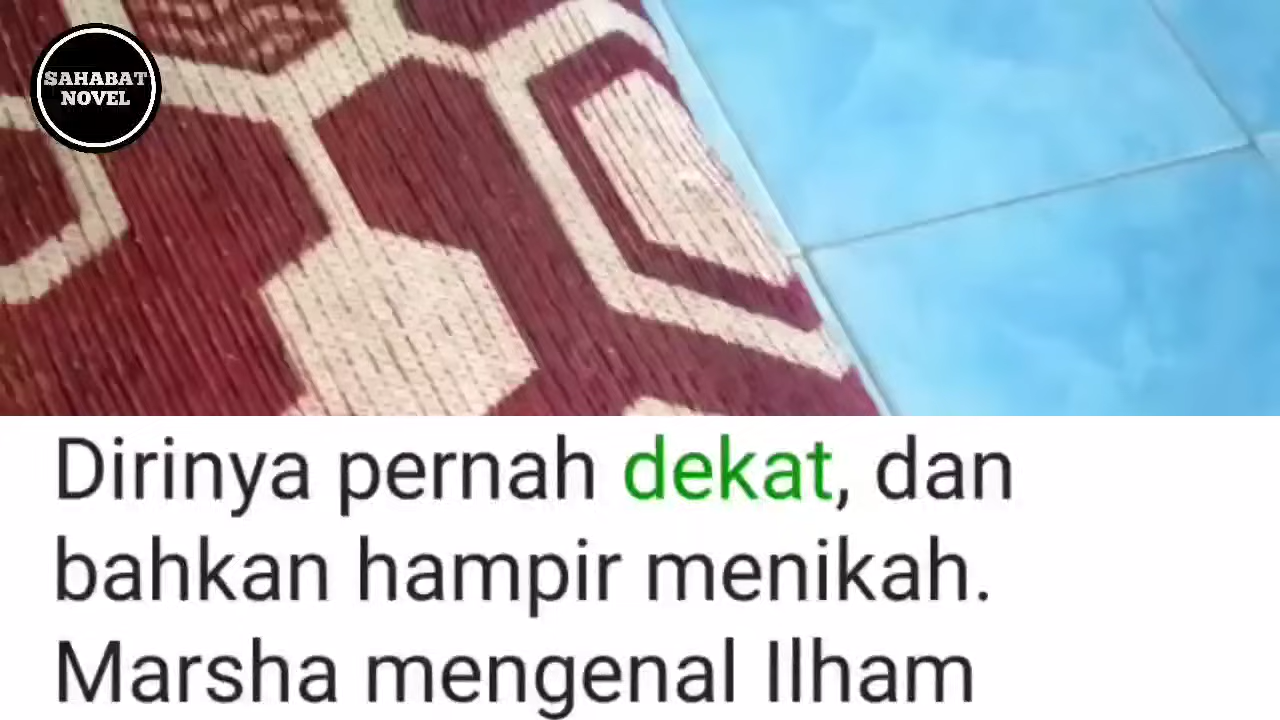 SAHABAT
NOVEL
Dirinya pernah dekat, dan
bahkan hampir menikah.
Marsha mengenal Ilham